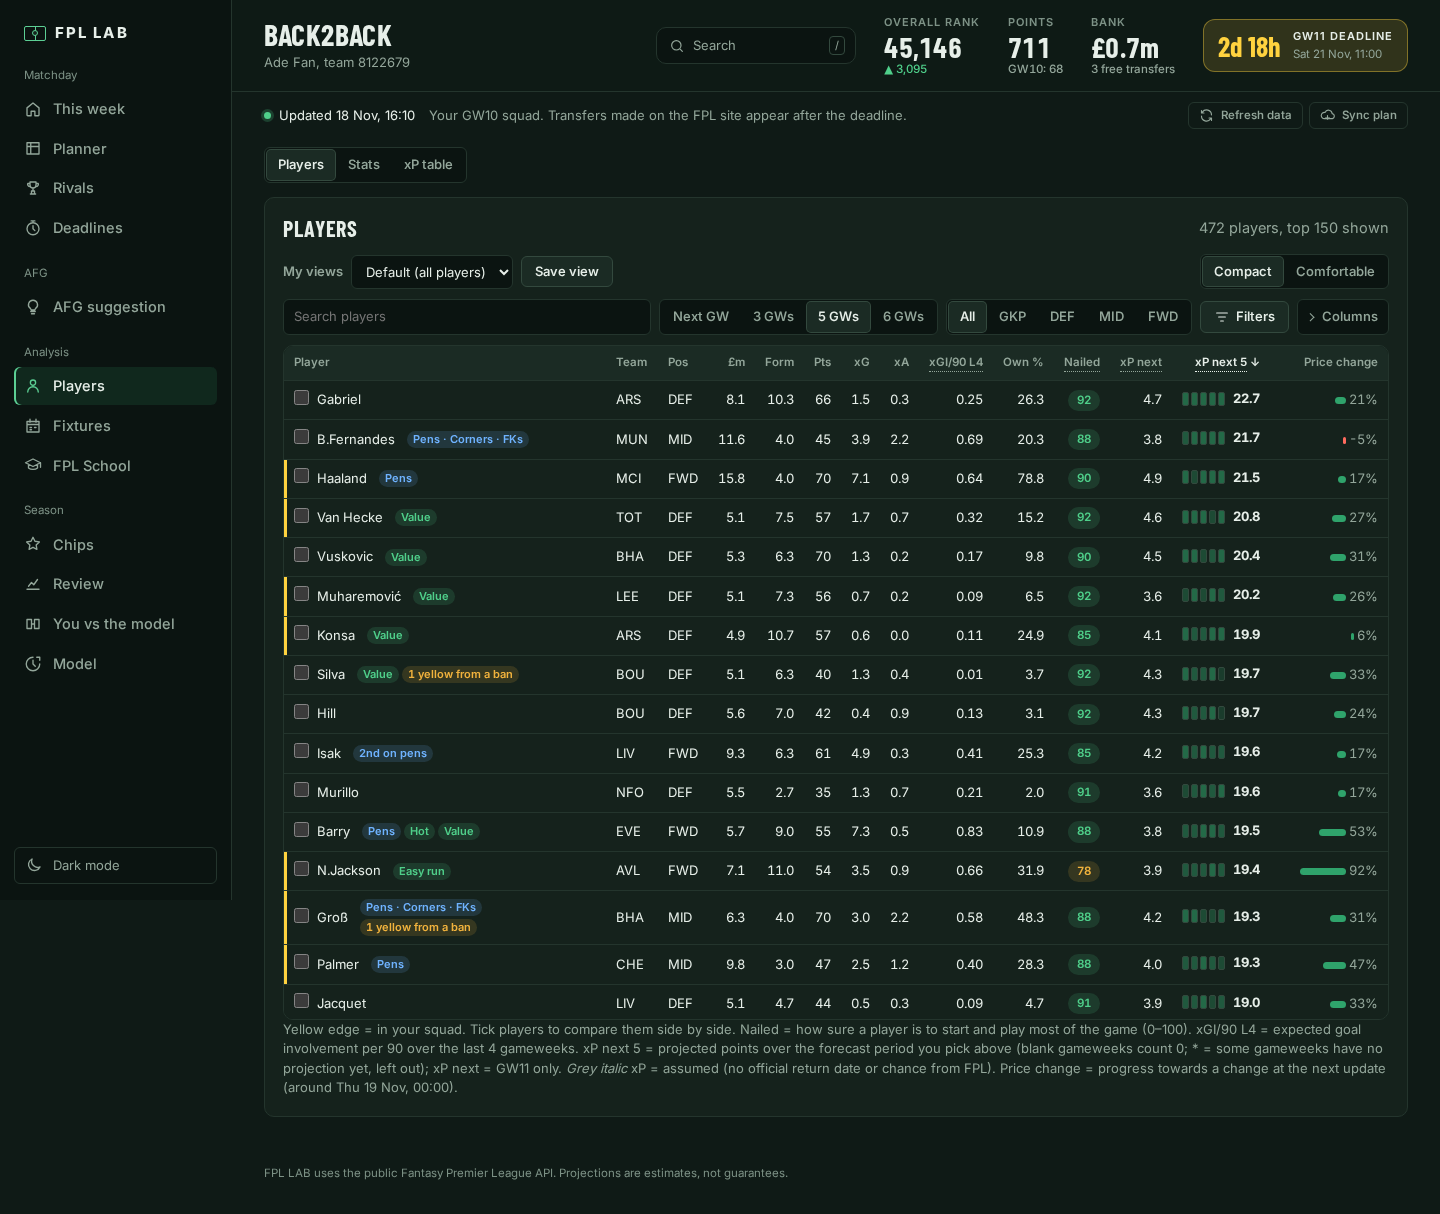 FPL LAB
Matchday
This week
Planner
Rivals
Deadlines
AFG
AFG suggestion
Analysis
Players
Fixtures
FPL School
Season
Chips
Review
You vs the model
Model
Dark mode
BACK2BACK
Ade Fan, team 8122679
Search /
OVERALL RANK
45,146
▲ 3,095
POINTS
711
GW10: 68
BANK
£0.7m
3 free transfers
2d 18h
GW11 DEADLINE
Sat 21 Nov, 11:00
Updated 18 Nov, 16:10 Your GW10 squad. Transfers made on the FPL site appear after the deadline.
Refresh data Sync plan
Players Stats xP table
PLAYERS
472 players, top 150 shown
My views Default (all players) Save view Compact Comfortable
Search players Next GW 3 GWs 5 GWs 6 GWs All GKP DEF MID FWD Filters Columns
Player Team Pos £m Form Pts xG xA xGI/90 L4 Own % Nailed xP next xP next 5 ↓ Price change
Gabriel ARS DEF 8.1 10.3 66 1.5 0.3 0.25 26.3 92 4.7 22.7 21%
B.Fernandes Pens · Corners · FKs MUN MID 11.6 4.0 45 3.9 2.2 0.69 20.3 88 3.8 21.7 -5%
Haaland Pens MCI FWD 15.8 4.0 70 7.1 0.9 0.64 78.8 90 4.9 21.5 17%
Van Hecke Value TOT DEF 5.1 7.5 57 1.7 0.7 0.32 15.2 92 4.6 20.8 27%
Vuskovic Value BHA DEF 5.3 6.3 70 1.3 0.2 0.17 9.8 90 4.5 20.4 31%
Muharemović Value LEE DEF 5.1 7.3 56 0.7 0.2 0.09 6.5 92 3.6 20.2 26%
Konsa Value ARS DEF 4.9 10.7 57 0.6 0.0 0.11 24.9 85 4.1 19.9 6%
Silva Value 1 yellow from a ban BOU DEF 5.1 6.3 40 1.3 0.4 0.01 3.7 92 4.3 19.7 33%
Hill BOU DEF 5.6 7.0 42 0.4 0.9 0.13 3.1 92 4.3 19.7 24%
Isak 2nd on pens LIV FWD 9.3 6.3 61 4.9 0.3 0.41 25.3 85 4.2 19.6 17%
Murillo NFO DEF 5.5 2.7 35 1.3 0.7 0.21 2.0 91 3.6 19.6 17%
Barry Pens Hot Value EVE FWD 5.7 9.0 55 7.3 0.5 0.83 10.9 88 3.8 19.5 53%
N.Jackson Easy run AVL FWD 7.1 11.0 54 3.5 0.9 0.66 31.9 78 3.9 19.4 92%
Groß Pens · Corners · FKs 1 yellow from a ban BHA MID 6.3 4.0 70 3.0 2.2 0.58 48.3 88 4.2 19.3 31%
Palmer Pens CHE MID 9.8 3.0 47 2.5 1.2 0.40 28.3 88 4.0 19.3 47%
Jacquet LIV DEF 5.1 4.7 44 0.5 0.3 0.09 4.7 91 3.9 19.0 33%
Yellow edge = in your squad. Tick players to compare them side by side. Nailed = how sure a player is to start and play most of the game (0–100). xGI/90 L4 = expected goal
involvement per 90 over the last 4 gameweeks. xP next 5 = projected points over the forecast period you pick above (blank gameweeks count 0; * = some gameweeks have no
projection yet, left out); xP next = GW11 only. Grey italic xP = assumed (no official return date or chance from FPL). Price change = progress towards a change at the next update
(around Thu 19 Nov, 00:00).
FPL LAB uses the public Fantasy Premier League API. Projections are estimates, not guarantees.